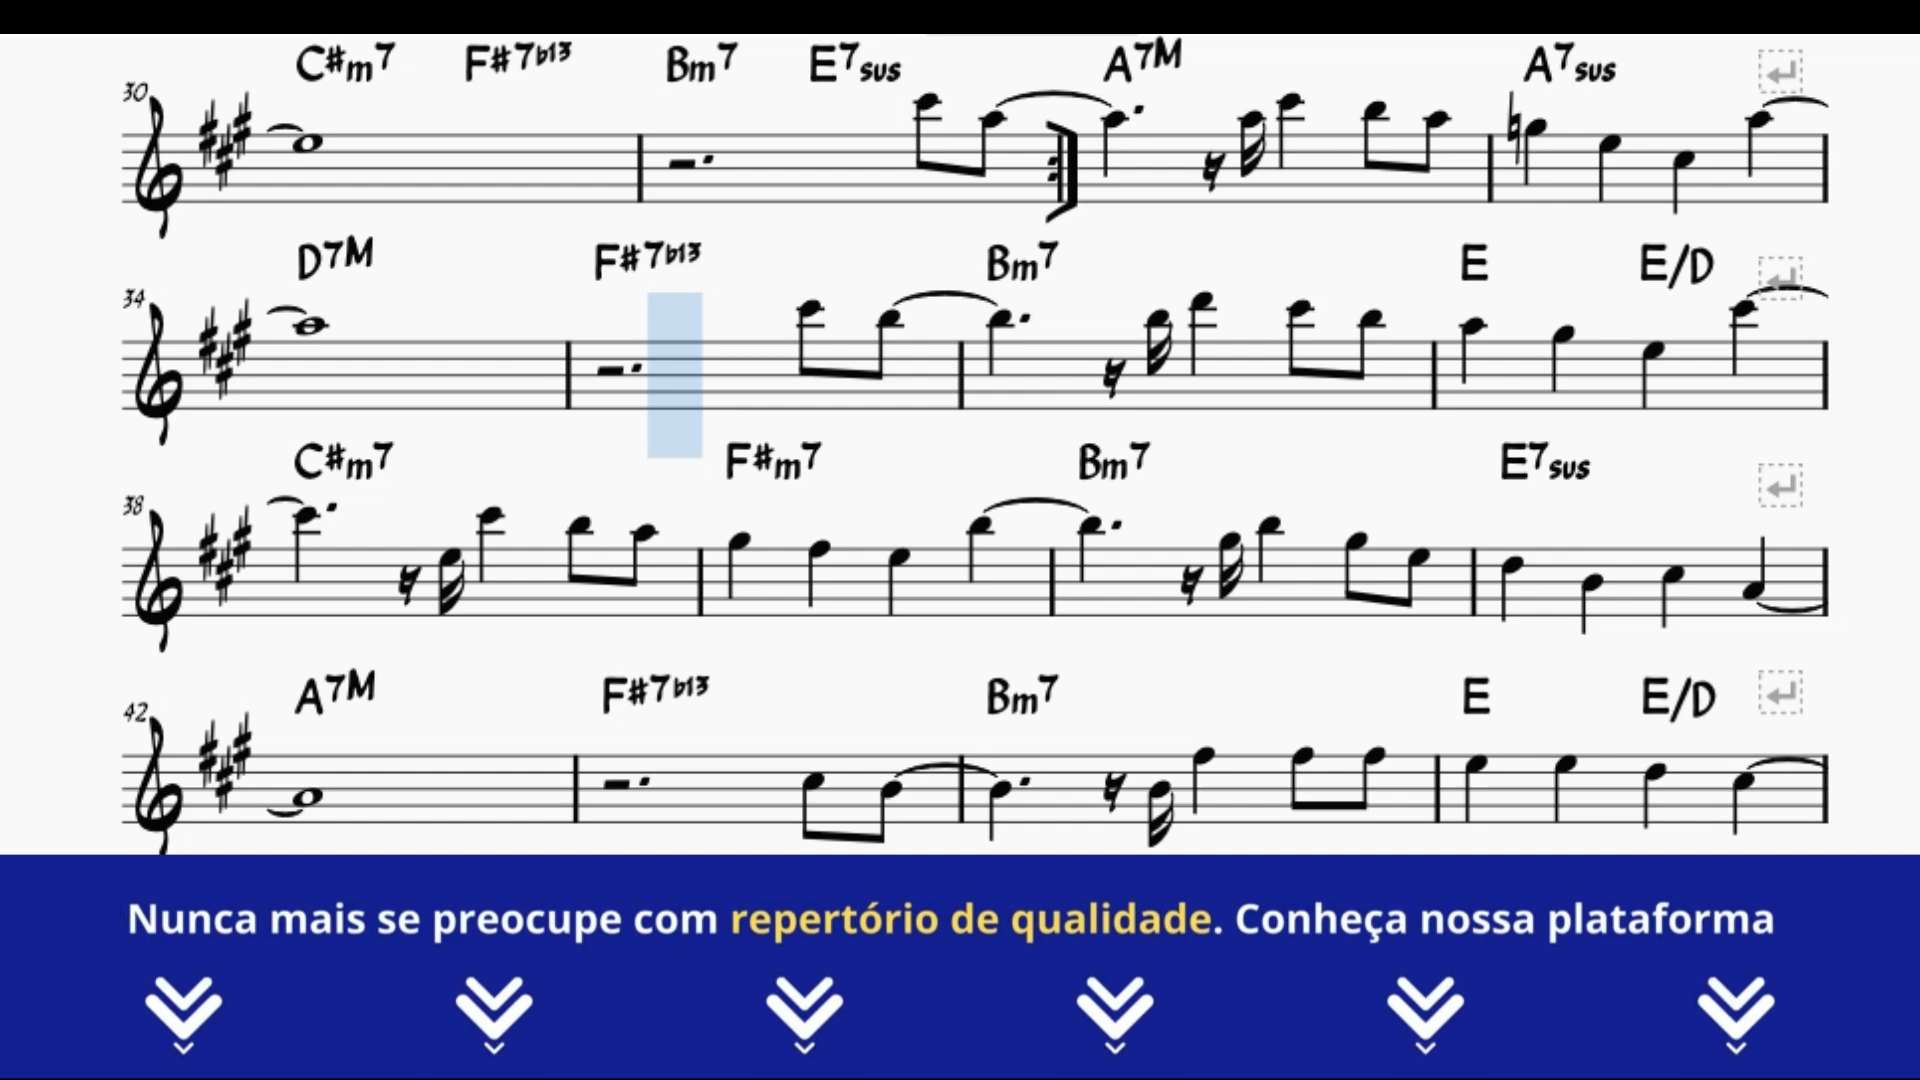 C#m7 F#7b13 Bm7 E7sus A7M A7sus
30
D7M F#7b13 Bm7 E E/D
34
C#m7 F#m7 Bm7 E7sus
38
A7M F#7b13 Bm7 E E/D
42
Nunca mais se preocupe com repertório de qualidade. Conheça nossa plataforma